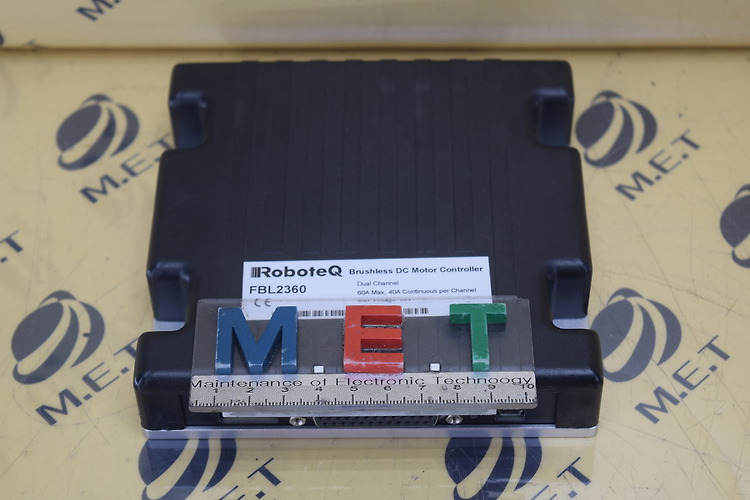 M.E.T
M.E.T
RoboteQ Brushless DC Motor Controller
FBL2360
Dual Channel
60A Max, 40A Continuous per Channel
CE
M.E.T
Maintenance of Electronic Technoogy
1 2 3 4 5 6 7 8 9 10
M.E.T
M.E.T
M.E.T
M.E.T
M.E.T